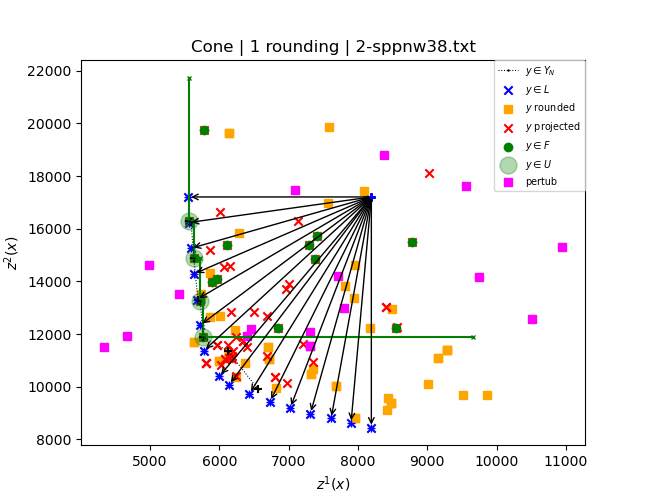 Cone | 1 rounding | 2-sppnw38.txt
22000
20000
18000
16000
14000
12000
10000
8000
z²(x)
5000 6000 7000 8000 9000 10000 11000
z¹(x)
y ∈ Y_N
y ∈ L
y rounded
y projected
y ∈ F
y ∈ U
pertub